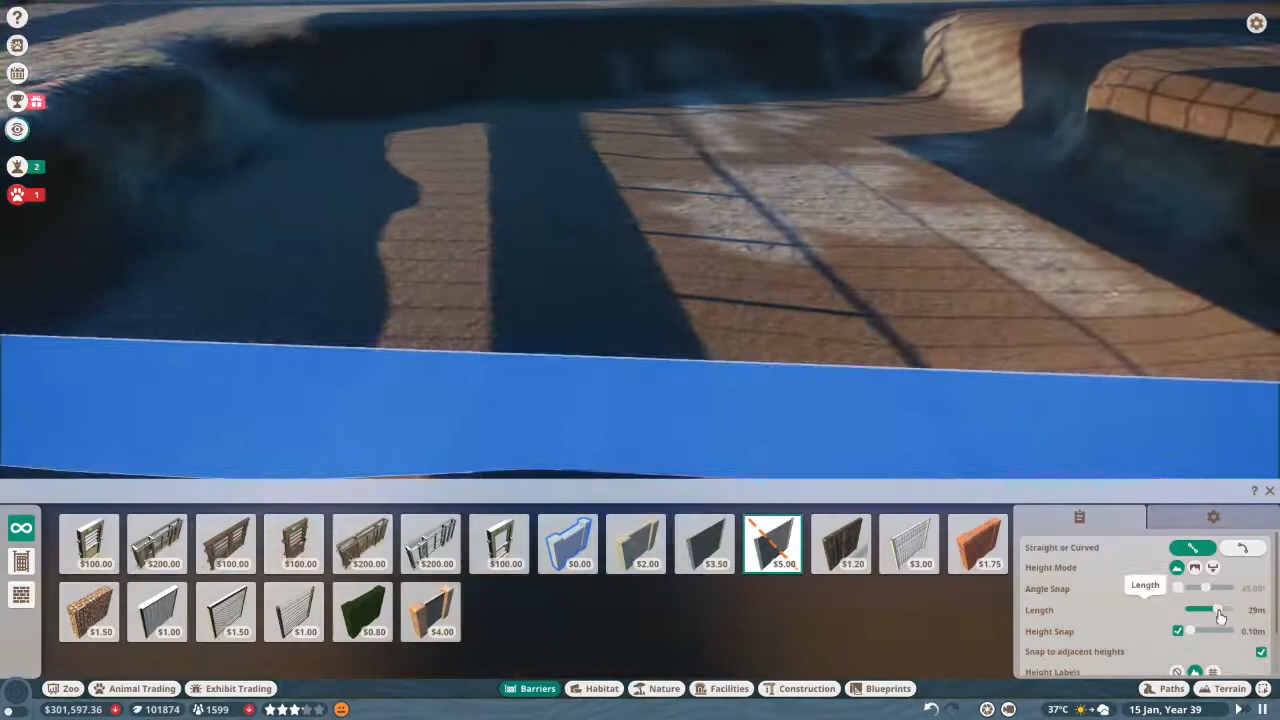 ?
2
1
? ×
$100.00 $200.00 $100.00 $100.00 $200.00 $200.00 $100.00 $0.00 $2.00 $3.50 $5.00 $1.20 $3.00 $1.75
$1.50 $1.00 $1.50 $1.00 $0.80 $4.00
Straight or Curved
Height Mode
Length
Angle Snap 45.00°
Length 29m
Height Snap 0.10m
Snap to adjacent heights
Height Labels
Zoo Animal Trading Exhibit Trading Barriers Habitat Nature Facilities Construction Blueprints Paths Terrain
$301,597.36 101874 1599 37°C 15 Jan, Year 39